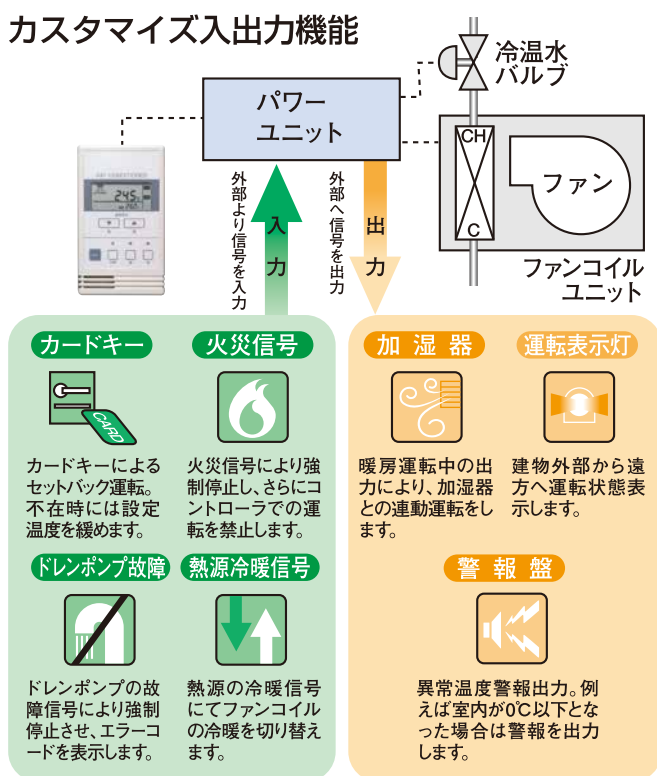 カスタマイズ入出力機能
冷温水
バルブ
パワー
ユニット
CH
C
ファン
ファンコイル
ユニット
245
外部より信号を入力
入力
外部へ信号を出力
出力
カードキー
CARD
カードキーによる
セットバック運転。
不在時には設定
温度を緩めます。
火災信号
火災信号により強
制停止し、さらにコ
ントローラでの運
転を禁止します。
ドレンポンプ故障
ドレンポンプの故
障信号により強制
停止させ、エラーコ
ードを表示します。
熱源冷暖信号
熱源の冷暖信号
にてファンコイル
の冷暖を切り替え
ます。
加湿器
暖房運転中の出
力により、加湿器
との連動運転をし
ます。
運転表示灯
建物外部から遠
方へ運転状態表
示します。
警報盤
異常温度警報出力。例
えば室内が0℃以下とな
った場合は警報を出力
します。